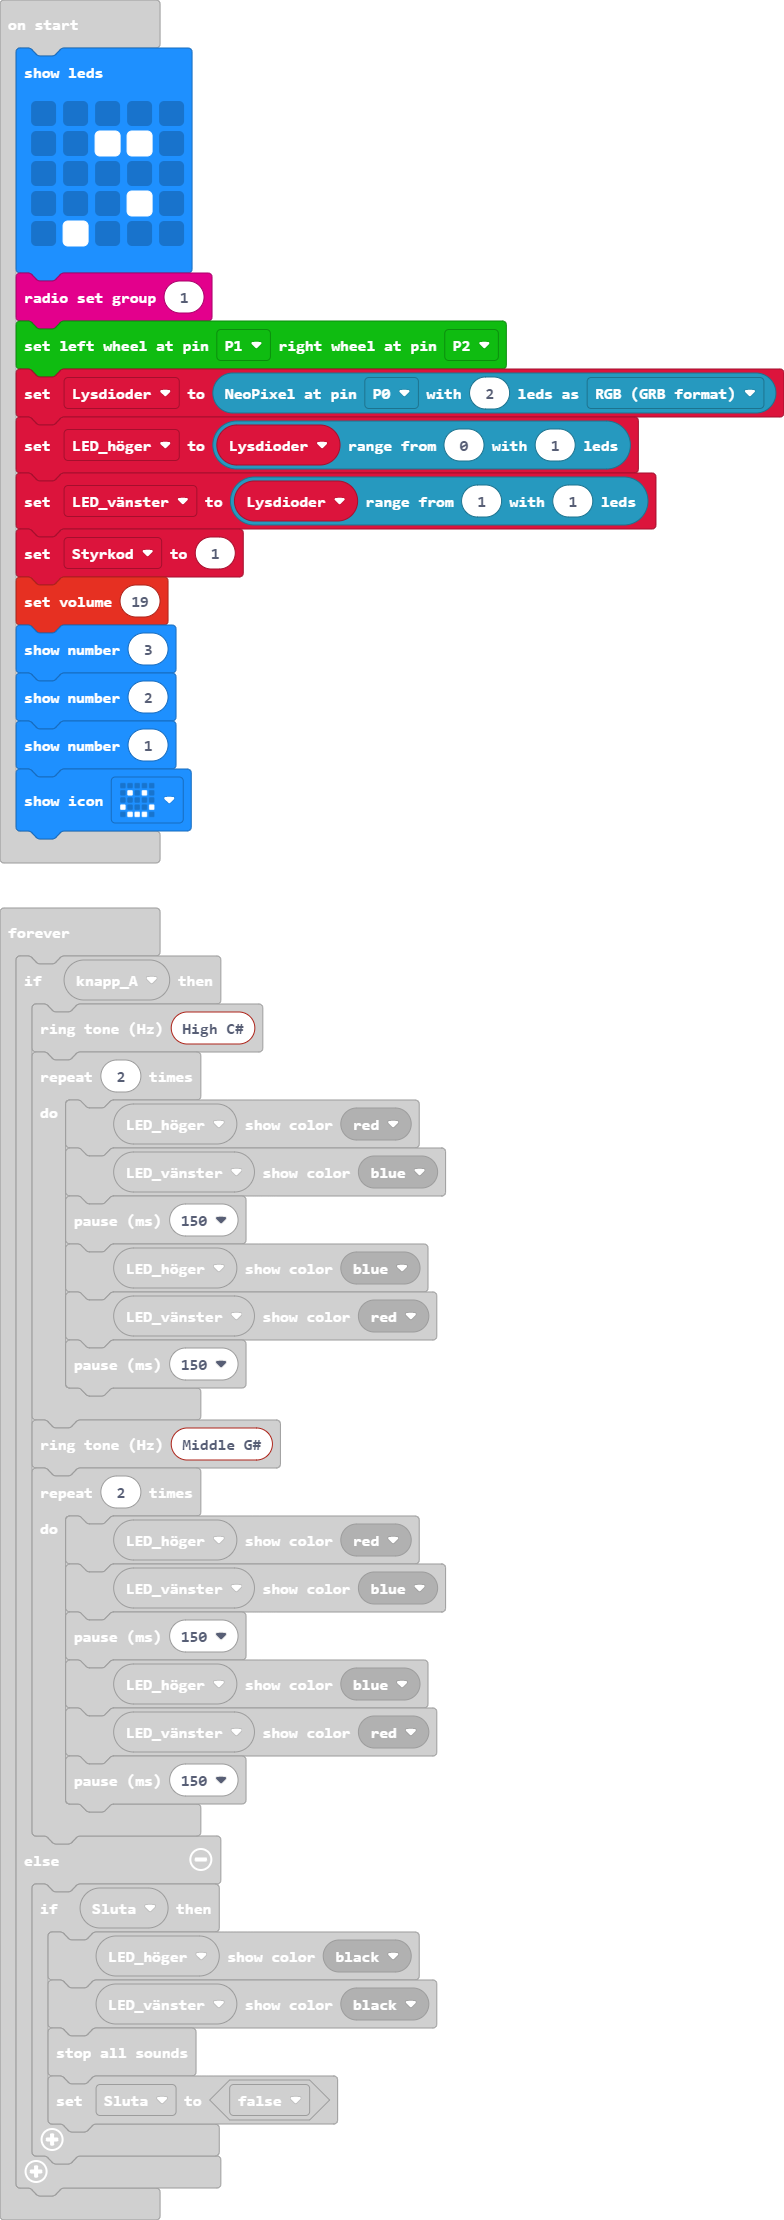 on start
show leds
radio set group 1
set left wheel at pin P1 right wheel at pin P2
set Lysdioder to NeoPixel at pin P0 with 2 leds as RGB (GRB format)
set LED_höger to Lysdioder range from 0 with 1 leds
set LED_vänster to Lysdioder range from 1 with 1 leds
set Styrkod to 1
set volume 19
show number 3
show number 2
show number 1
show icon
forever
if knapp_A then
ring tone (Hz) High C#
repeat 2 times
do LED_höger show color red
LED_vänster show color blue
pause (ms) 150
LED_höger show color blue
LED_vänster show color red
pause (ms) 150
ring tone (Hz) Middle G#
repeat 2 times
do LED_höger show color red
LED_vänster show color blue
pause (ms) 150
LED_höger show color blue
LED_vänster show color red
pause (ms) 150
else
if Sluta then
LED_höger show color black
LED_vänster show color black
stop all sounds
set Sluta to false